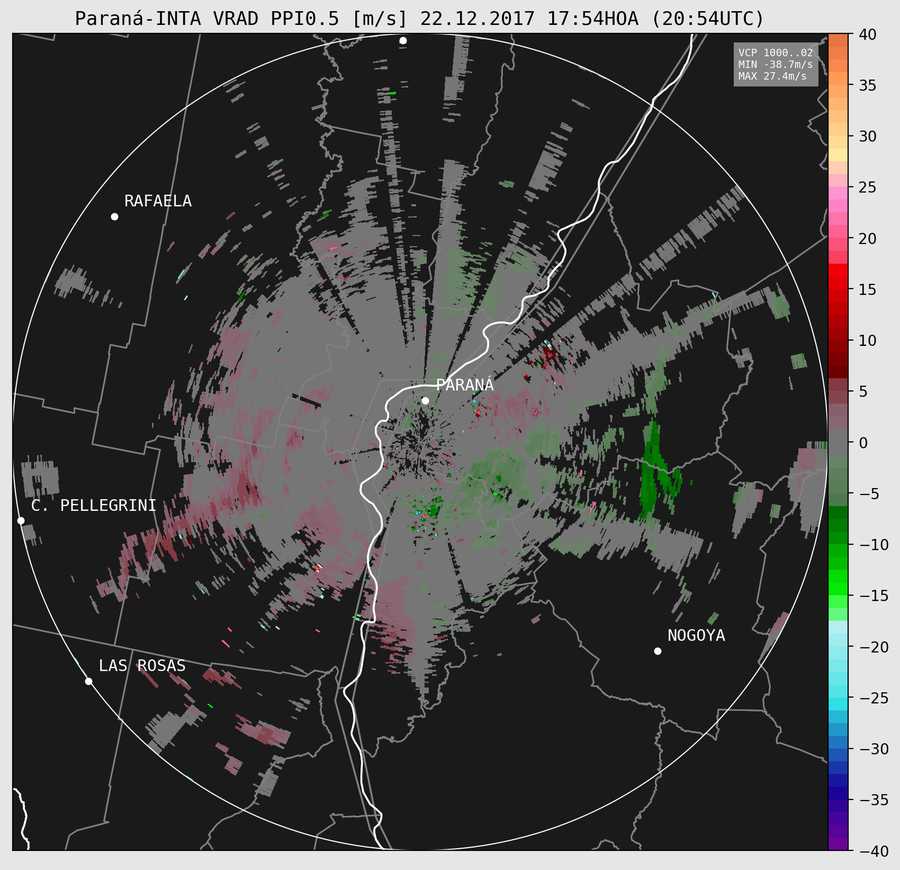 Paraná-INTA VRAD PPI0.5 [m/s] 22.12.2017 17:54HOA (20:54UTC)
VCP 1000..02
MIN -38.7m/s
MAX 27.4m/s
RAFAELA
PARANÁ
C. PELLEGRINI
NOGOYA
LAS ROSAS
40
35
30
25
20
15
10
5
0
−5
−10
−15
−20
−25
−30
−35
−40